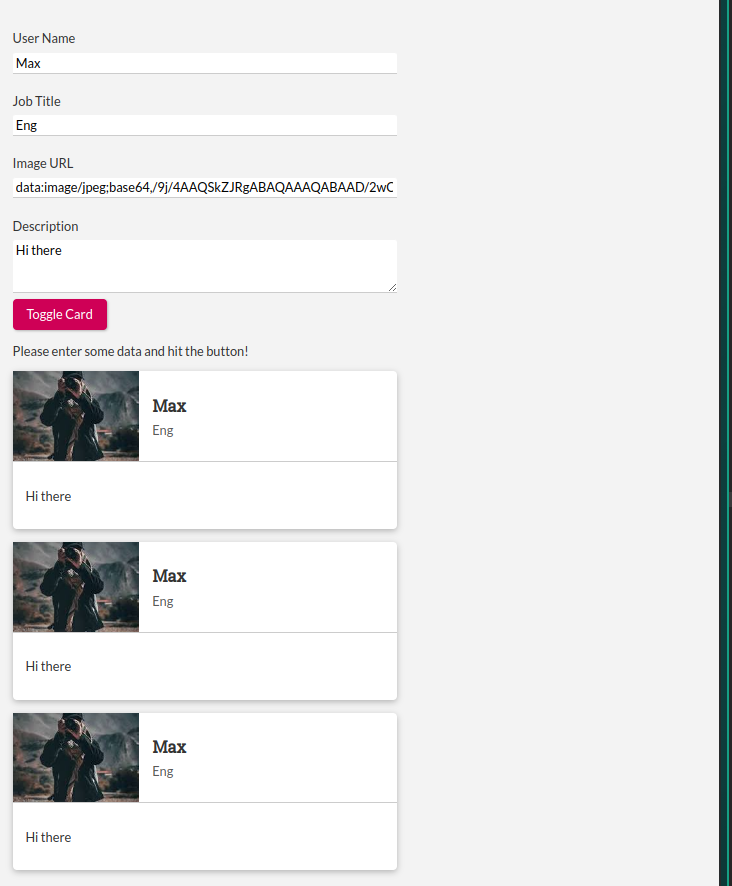 User Name
Max
Job Title
Eng
Image URL
data:image/jpeg;base64,/9j/4AAQSkZJRgABAQAAAQABAAD/2wC
Description
Hi there
Toggle Card
Please enter some data and hit the button!
Max
Eng
Hi there
Max
Eng
Hi there
Max
Eng
Hi there